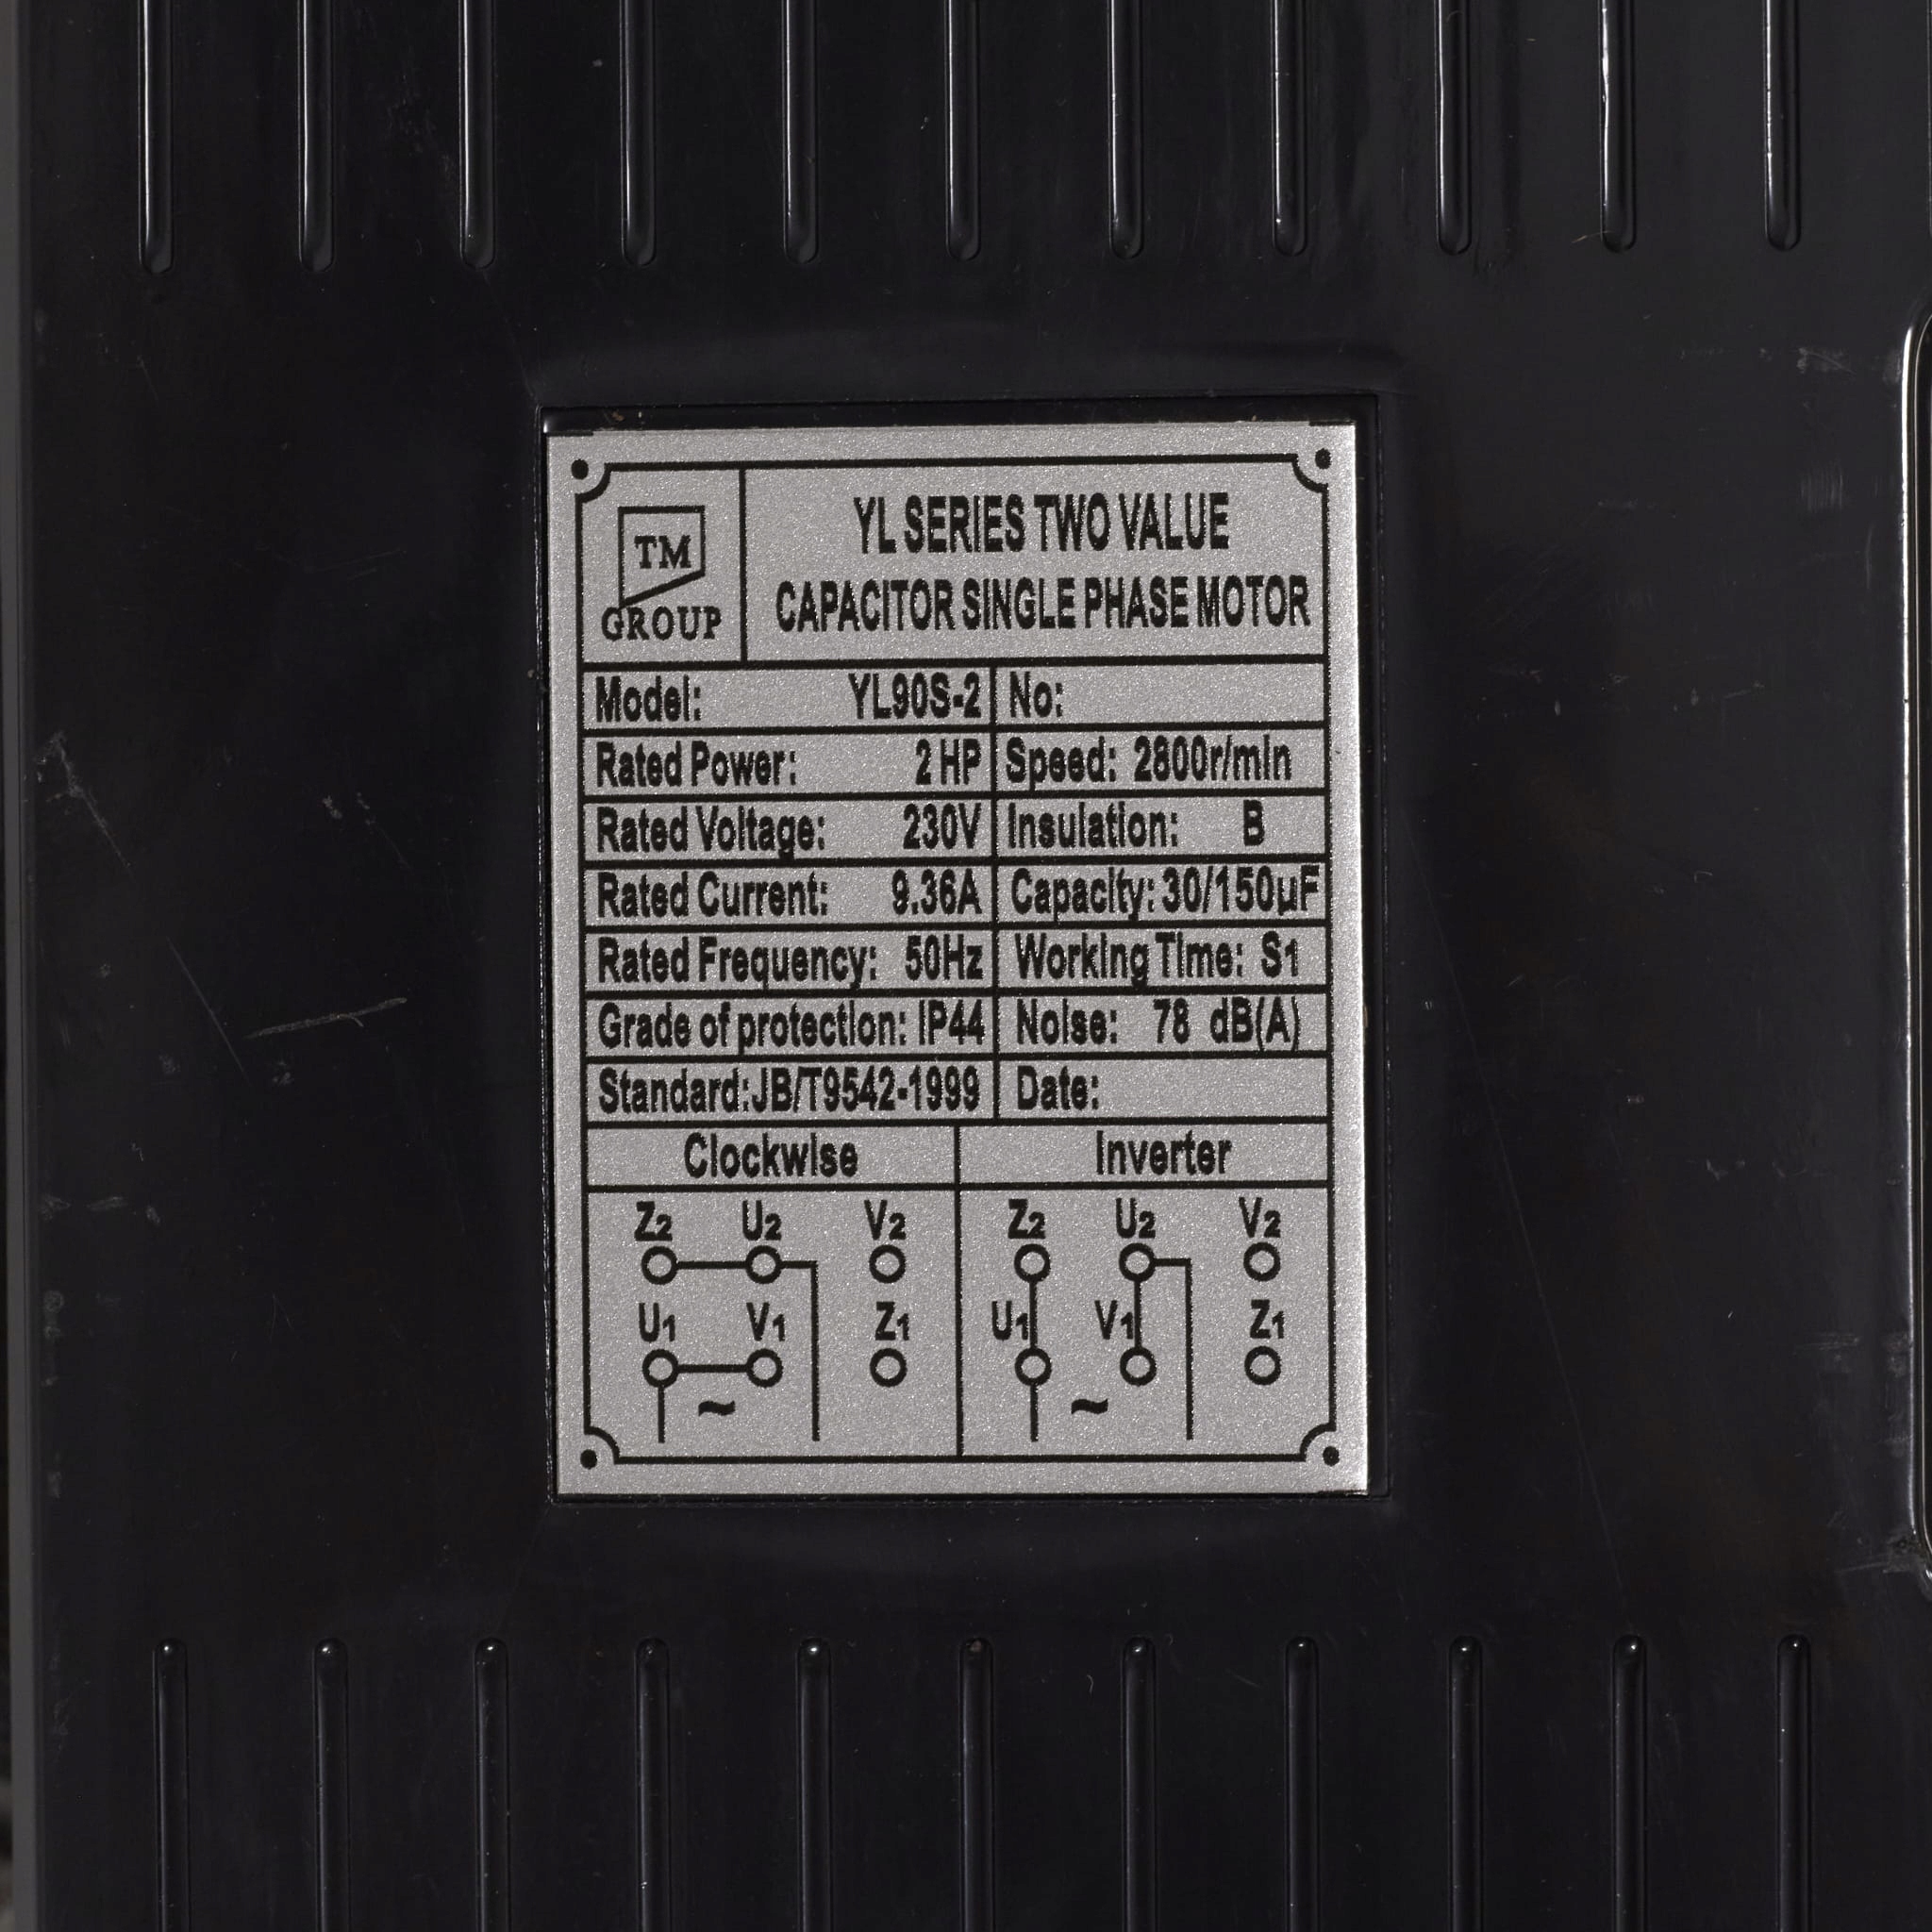 TM
GROUP
YL SERIES TWO VALUE
CAPACITOR SINGLE PHASE MOTOR
Model: YL90S-2 No:
Rated Power: 2 HP Speed: 2800r/min
Rated Voltage: 230V Insulation: B
Rated Current: 9.36A Capacity: 30/150µF
Rated Frequency: 50Hz Working Time: S1
Grade of protection: IP44 Noise: 78 dB(A)
Standard:JB/T9542-1999 Date:
Clockwise Inverter
Z2 U2 V2 Z2 U2 V2
U1 V1 Z1 U1 V1 Z1
~ ~